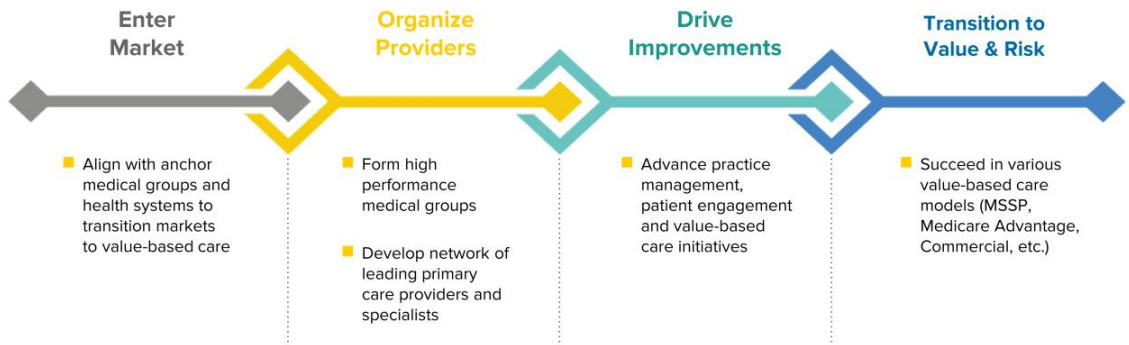 Enter
Market
Align with anchor
medical groups and
health systems to
transition markets
to value-based care
Organize
Providers
Form high
performance
medical groups
Develop network of
leading primary
care providers and
specialists
Drive
Improvements
Advance practice
management,
patient engagement
and value-based
care initiatives
Transition to
Value & Risk
Succeed in various
value-based care
models (MSSP,
Medicare Advantage,
Commercial, etc.)